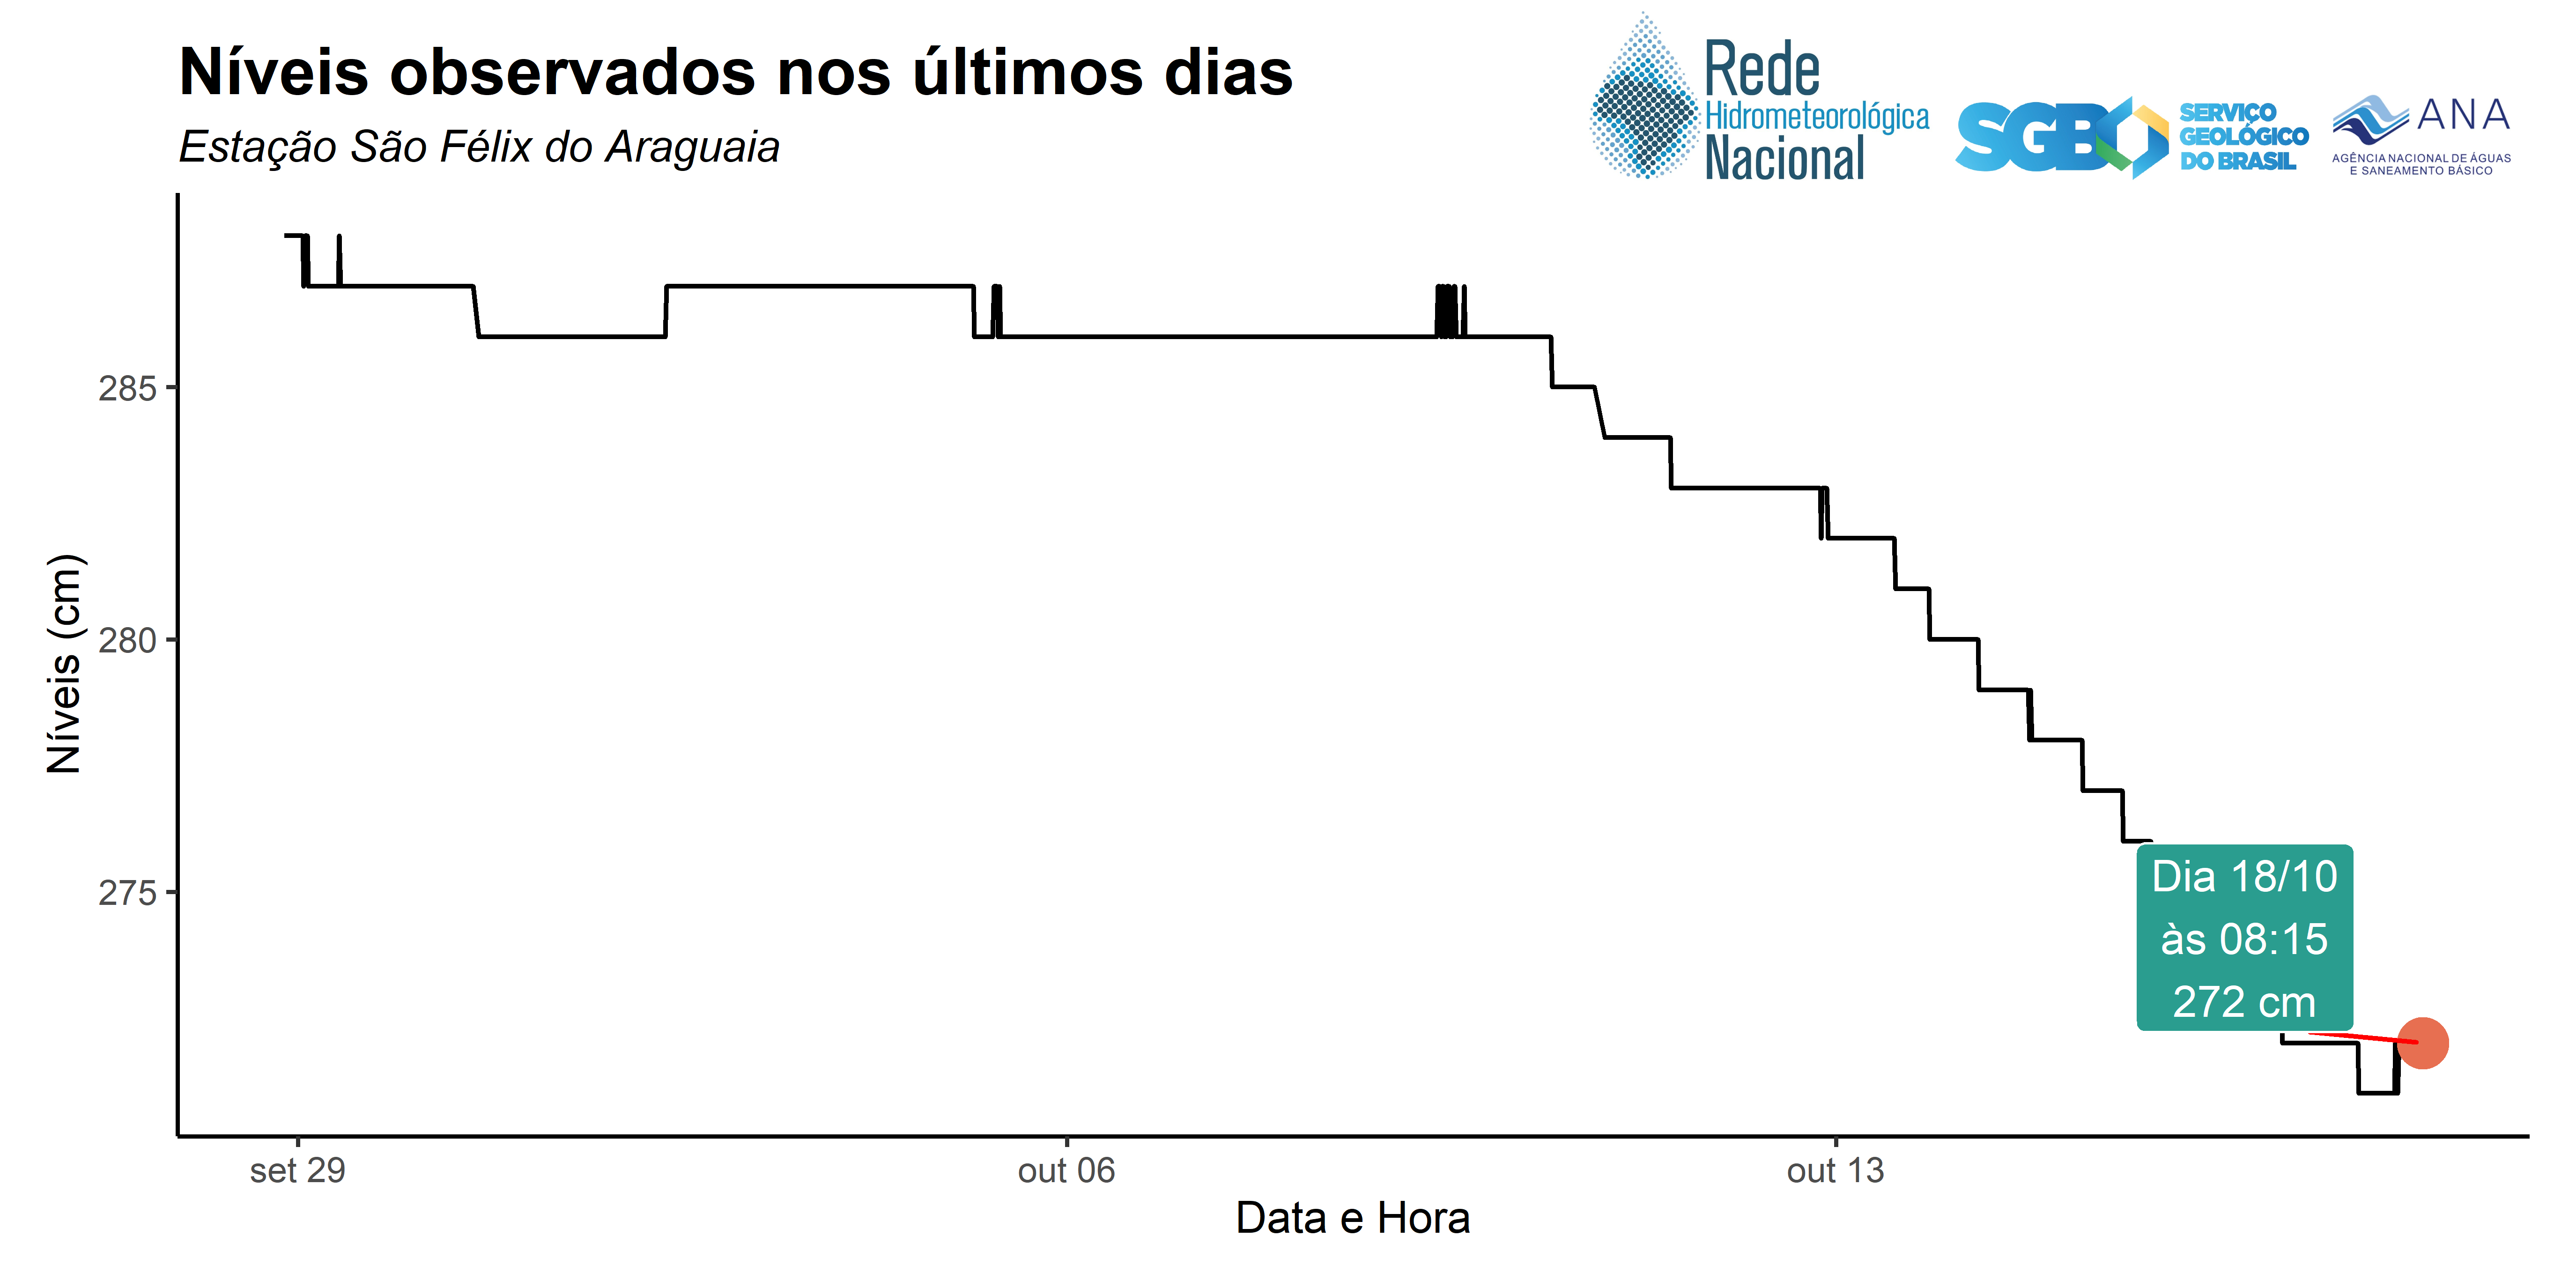 Níveis observados nos últimos dias
Estação São Félix do Araguaia
Rede
Hidrometeorológica
Nacional
SGB
SERVIÇO
GEOLÓGICO
DO BRASIL
ANA
AGÊNCIA NACIONAL DE ÁGUAS
E SANEAMENTO BÁSICO
Níveis (cm)
285
280
275
Dia 18/10
às 08:15
272 cm
set 29
out 06
out 13
Data e Hora